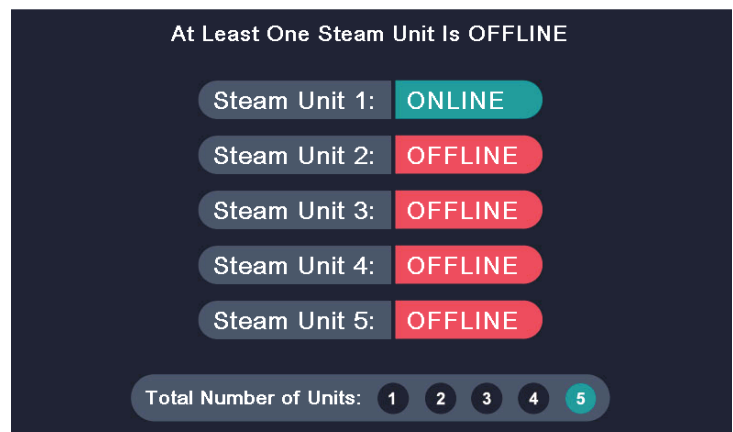 At Least One Steam Unit Is OFFLINE
Steam Unit 1: ONLINE
Steam Unit 2: OFFLINE
Steam Unit 3: OFFLINE
Steam Unit 4: OFFLINE
Steam Unit 5: OFFLINE
Total Number of Units: 1 2 3 4 5